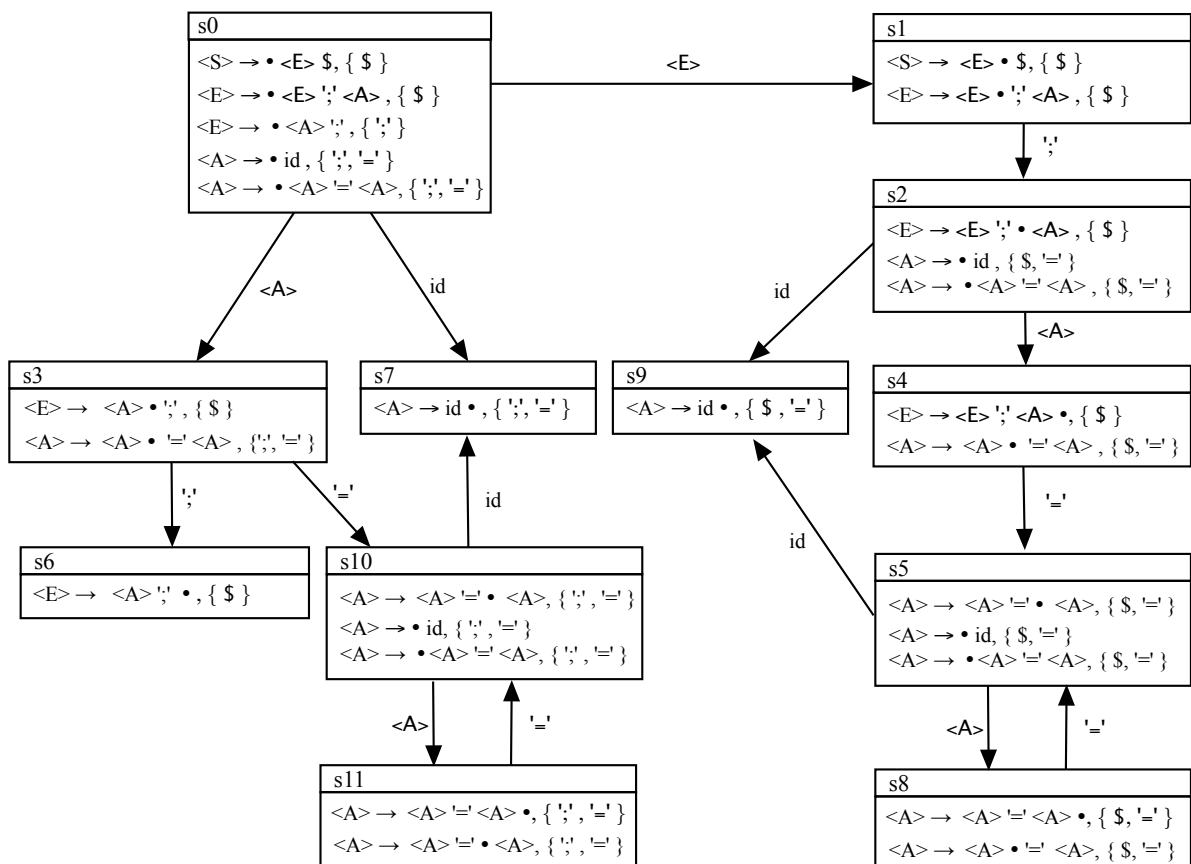 s0
<S> → • <E> $, { $ }
<E> → • <E> ';' <A> , { $ }
<E> → • <A> ';' , { ';' }
<A> → • id , { ';', '=' }
<A> → • <A> '=' <A>, { ';', '=' }
<E>
s1
<S> → <E> • $, { $ }
<E> → <E> • ';' <A> , { $ }
';'
s2
<E> → <E> ';' • <A> , { $ }
<A> → • id , { $, '=' }
<A> → • <A> '=' <A> , { $, '=' }
<A>
id
id
<A>
s3
<E> → <A> • ';' , { $ }
<A> → <A> • '=' <A> , {';', '=' }
s7
<A> → id • , { ';', '=' }
s9
<A> → id • , { $ , '=' }
s4
<E> → <E> ';' <A> •, { $ }
<A> → <A> • '=' <A> , { $, '=' }
';'
'='
id
id
'='
s6
<E> → <A> ';' • , { $ }
s10
<A> → <A> '=' • <A>, { ';' , '=' }
<A> → • id, { ';' , '=' }
<A> → • <A> '=' <A>, { ';' , '=' }
s5
<A> → <A> '=' • <A>, { $, '=' }
<A> → • id, { $, '=' }
<A> → • <A> '=' <A>, { $, '=' }
<A>
'='
<A>
'='
s11
<A> → <A> '=' <A> •, { ';' , '=' }
<A> → <A> '=' • <A>, { ';' , '=' }
s8
<A> → <A> '=' <A> •, { $, '=' }
<A> → <A> • '=' <A>, { $, '=' }